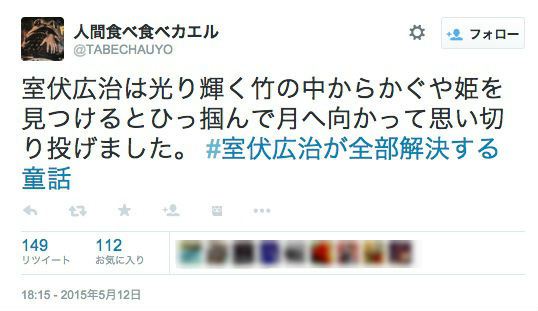 人間食べ食べカエル
@TABECHAUYO
フォロー
室伏広治は光り輝く竹の中からかぐや姫を
見つけるとひっ掴んで月へ向かって思い切
り投げました。 #室伏広治が全部解決する
童話
149
リツイート
112
お気に入り
18:15 - 2015年5月12日